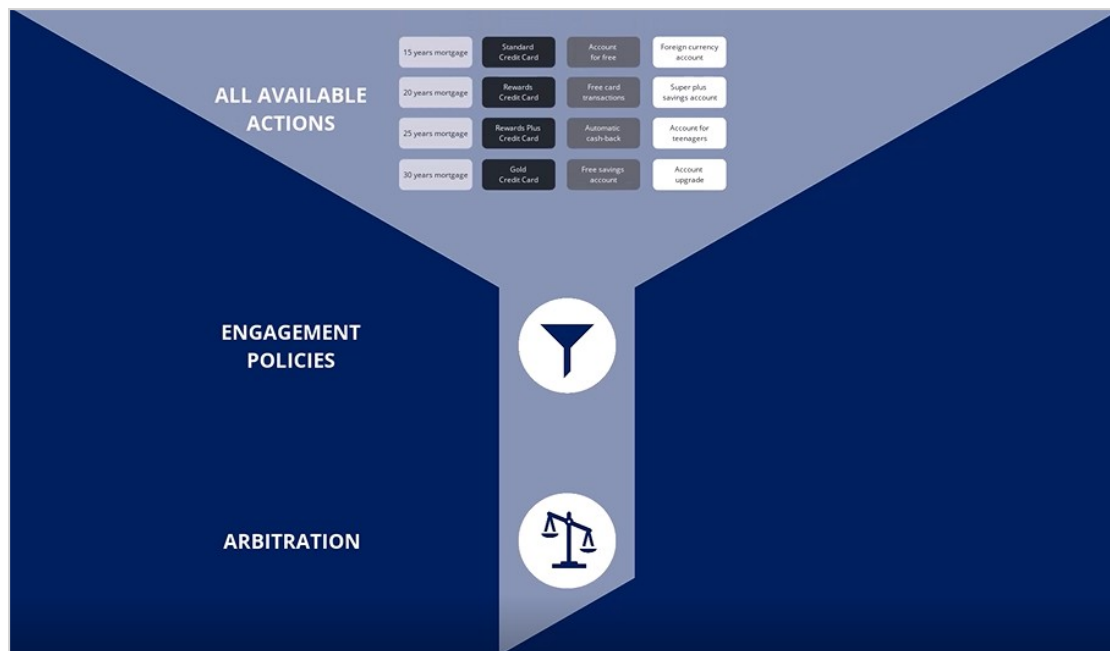 ALL AVAILABLE
ACTIONS
15 years mortgage
Standard
Credit Card
Account
for free
Foreign currency
account
20 years mortgage
Rewards
Credit Card
Free card
transactions
Super plus
savings account
25 years mortgage
Rewards Plus
Credit Card
Automatic
cash-back
Account for
teenagers
30 years mortgage
Gold
Credit Card
Free savings
account
Account
upgrade
ENGAGEMENT
POLICIES
ARBITRATION